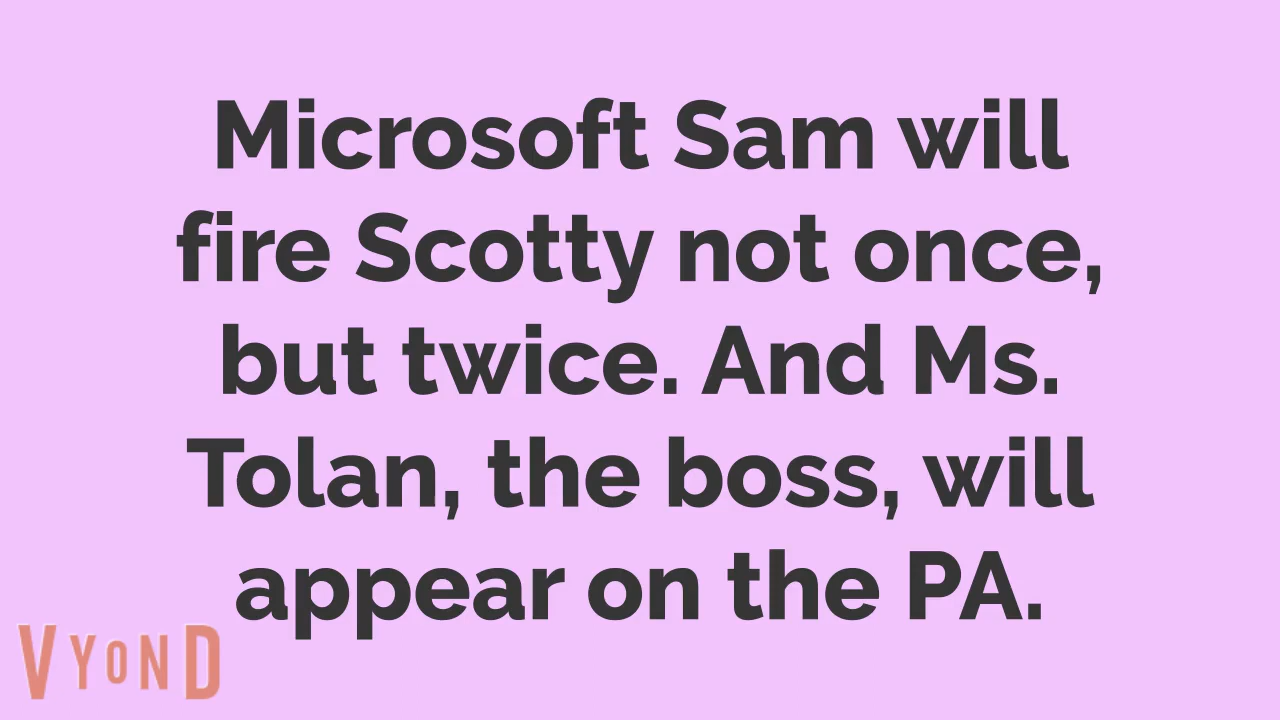 Microsoft Sam will
fire Scotty not once,
but twice. And Ms.
Tolan, the boss, will
appear on the PA.
VYOND